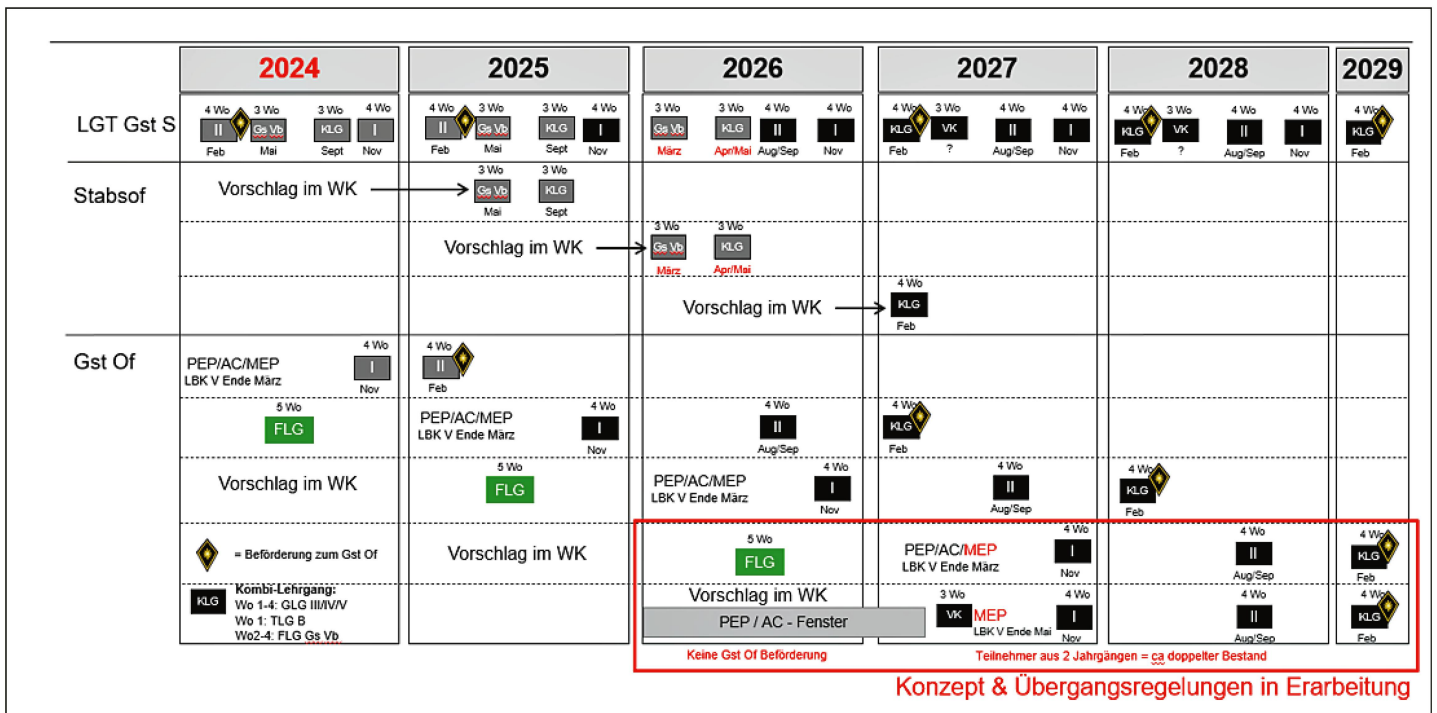 2024 2025 2026 2027 2028 2029
LGT Gst S
4 Wo 3 Wo 3 Wo 4 Wo 4 Wo 3 Wo 3 Wo 4 Wo 3 Wo 3 Wo 4 Wo 4 Wo 4 Wo 3 Wo 4 Wo 4 Wo 4 Wo 3 Wo 4 Wo 4 Wo 4 Wo
II Gs Vb KLG I II Gs Vb KLG I Gs Vb KLG II I KLG VK II I KLG VK II I KLG
Feb Mai Sept Nov Feb Mai Sept Nov März Apr/Mai Aug/Sep Nov Feb ? Aug/Sep Nov Feb ? Aug/Sep Nov Feb
Stabsof
3 Wo 3 Wo
Vorschlag im WK Gs Vb KLG
Mai Sept
3 Wo 3 Wo
Vorschlag im WK Gs Vb KLG
März Apr/Mai
4 Wo
Vorschlag im WK KLG
Feb
Gst Of
4 Wo 4 Wo
PEP/AC/MEP I II
LBK V Ende März
Nov Feb
5 Wo 4 Wo 4 Wo 4 Wo
FLG PEP/AC/MEP I II KLG
LBK V Ende März
Nov Aug/Sep Feb
5 Wo 4 Wo 4 Wo 4 Wo
Vorschlag im WK FLG PEP/AC/MEP I II KLG
LBK V Ende März
Nov Aug/Sep Feb
5 Wo 4 Wo 4 Wo 4 Wo
= Beförderung zum Gst Of Vorschlag im WK FLG PEP/AC/MEP I II KLG
LBK V Ende März
Nov Aug/Sep Feb
KLG Kombi-Lehrgang:
Wo 1-4: GLG III/IV/V
Wo 1: TLG B
Wo2-4: FLG Gs Vb
Vorschlag im WK 3 Wo 4 Wo 4 Wo 4 Wo
PEP / AC - Fenster VK MEP I II KLG
LBK V Ende Mai
Nov Aug/Sep Feb
Keine Gst Of Beförderung Teilnehmer aus 2 Jahrgängen = ca doppelter Bestand
Konzept & Übergangsregelungen in Erarbeitung